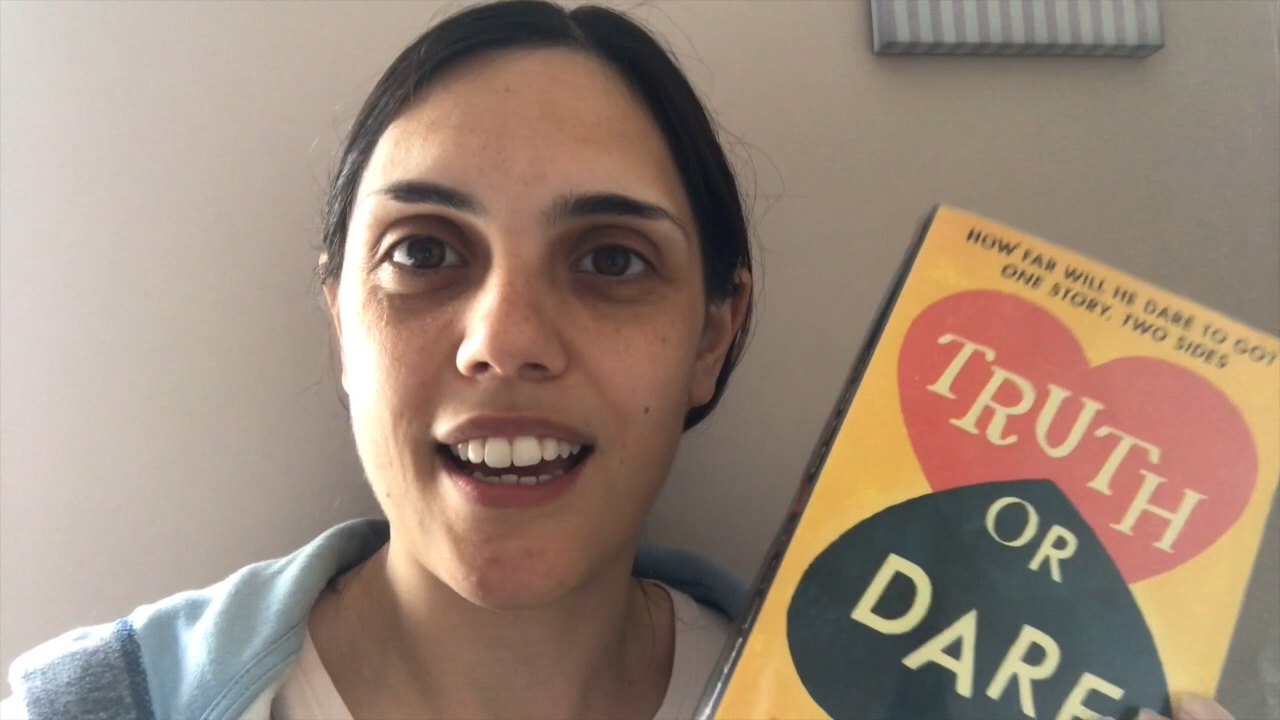 HOW FAR WILL HE DARE TO GO?
ONE STORY. TWO SIDES
TRUTH
OR
DARE